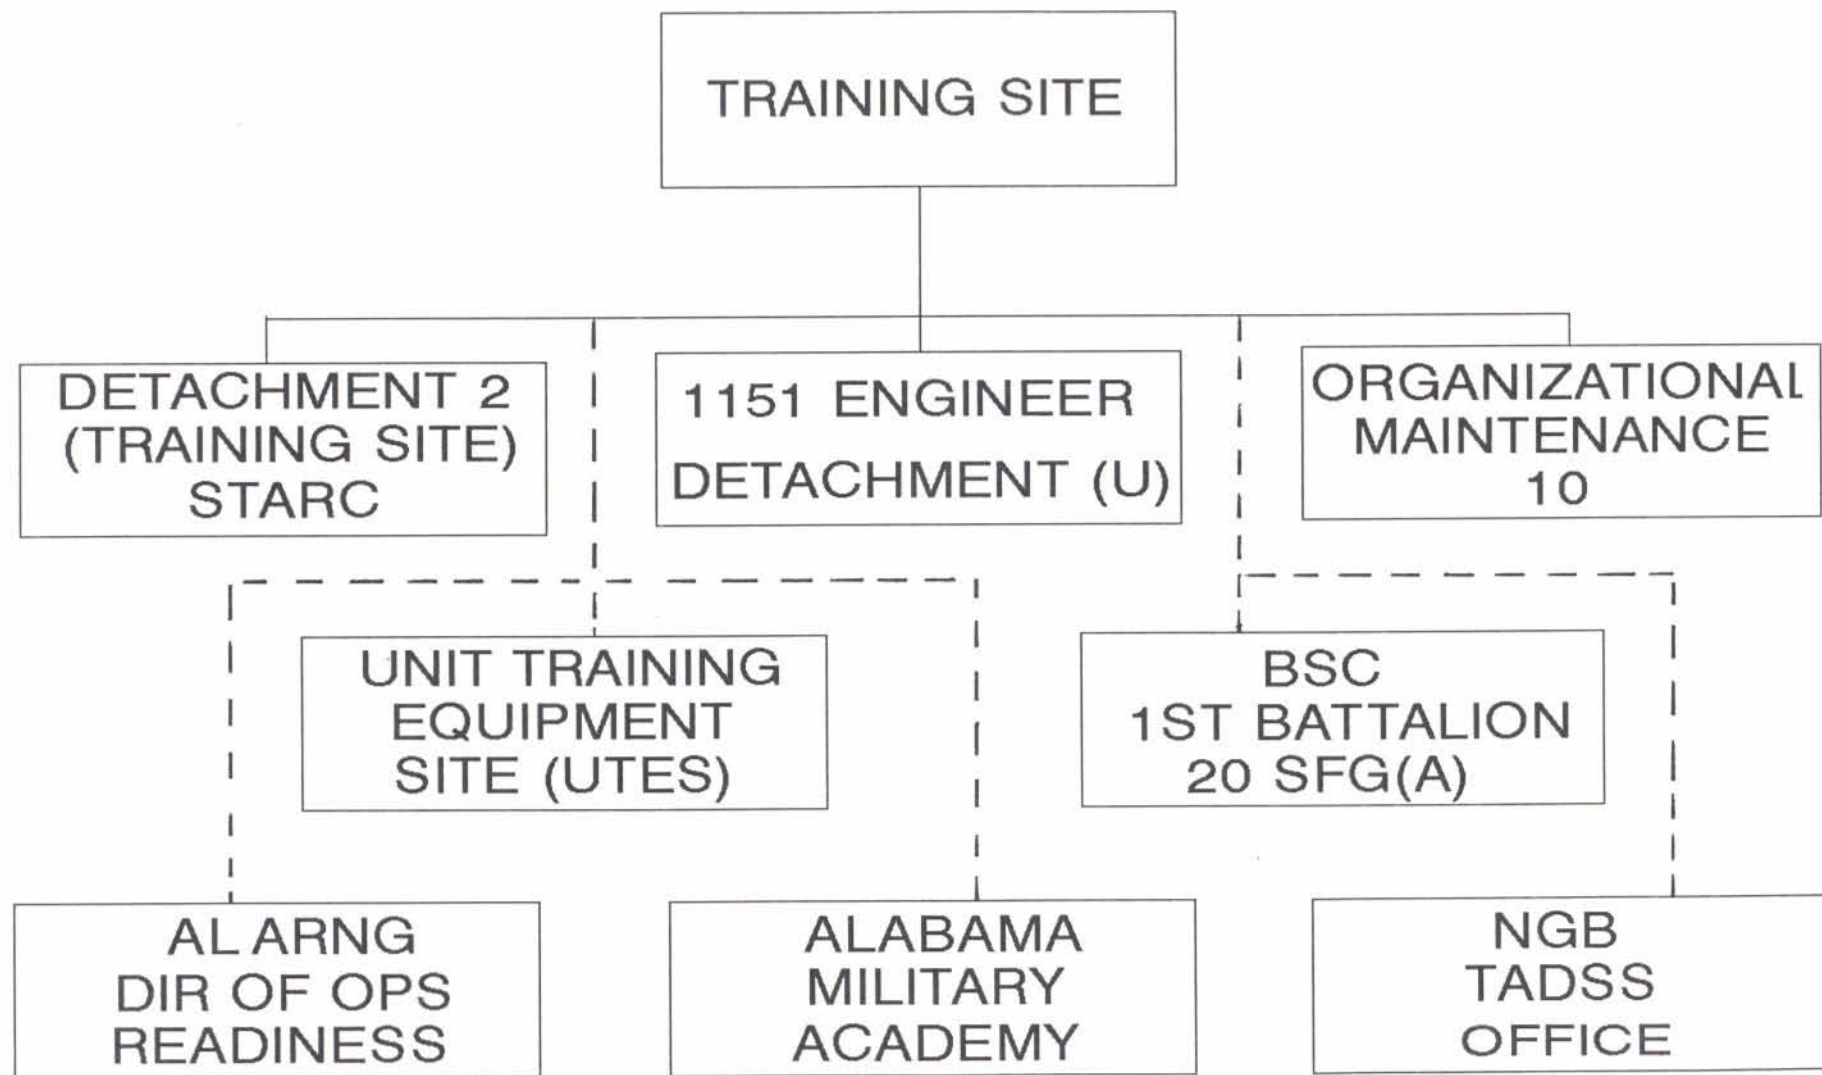 TRAINING SITE
DETACHMENT 2
(TRAINING SITE)
STARC
1151 ENGINEER
DETACHMENT (U)
ORGANIZATIONAL
MAINTENANCE
10
UNIT TRAINING
EQUIPMENT
SITE (UTES)
BSC
1ST BATTALION
20 SFG(A)
AL ARNG
DIR OF OPS
READINESS
ALABAMA
MILITARY
ACADEMY
NGB
TADSS
OFFICE